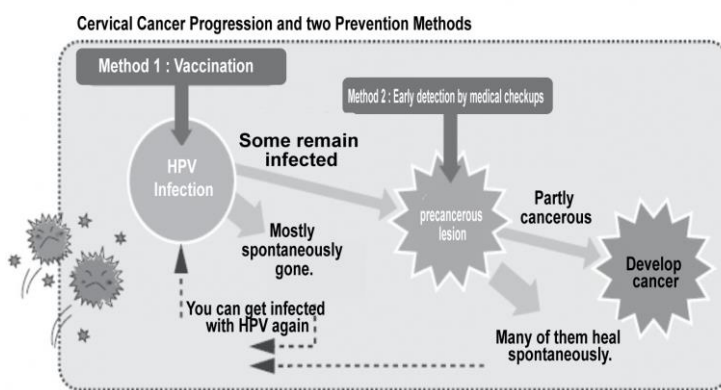 Cervical Cancer Progression and two Prevention Methods
Method 1 : Vaccination
Method 2 : Early detection by medical checkups
HPV
Infection
Some remain
infected
Mostly
spontaneously
gone.
precancerous
lesion
Partly
cancerous
Develop
cancer
You can get infected
with HPV again
Many of them heal
spontaneously.